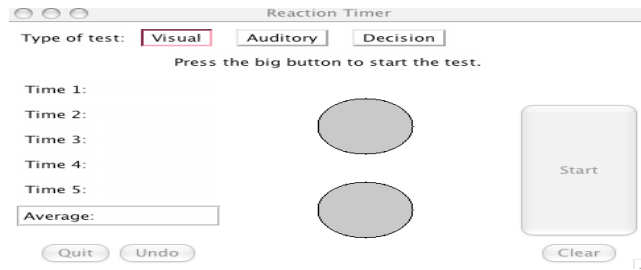 Reaction Timer
Type of test: Visual Auditory Decision
Press the big button to start the test.
Time 1:
Time 2:
Time 3:
Time 4:
Time 5:
Average:
Start
Quit Undo Clear